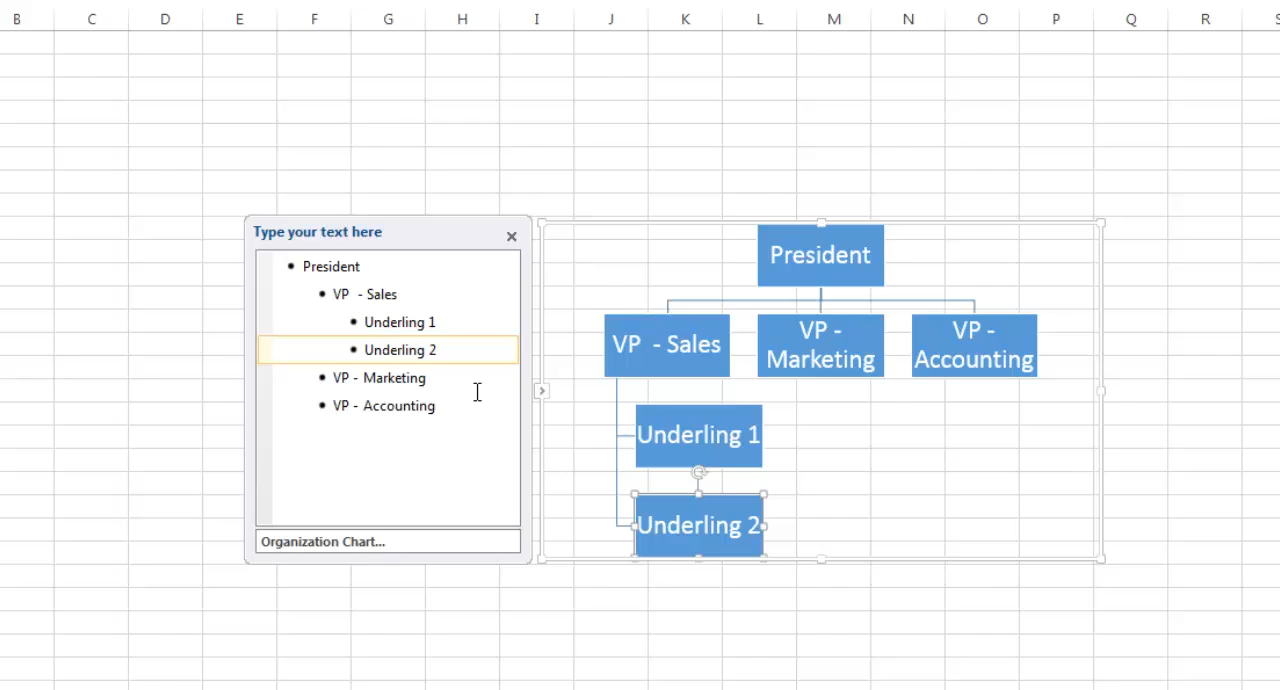 B C D E F G H I J K L M N O P Q R S
Type your text here
President
VP  - Sales
Underling 1
Underling 2
VP - Marketing
VP - Accounting
Organization Chart...
President
VP  - Sales
VP -
Marketing
VP -
Accounting
Underling 1
Underling 2